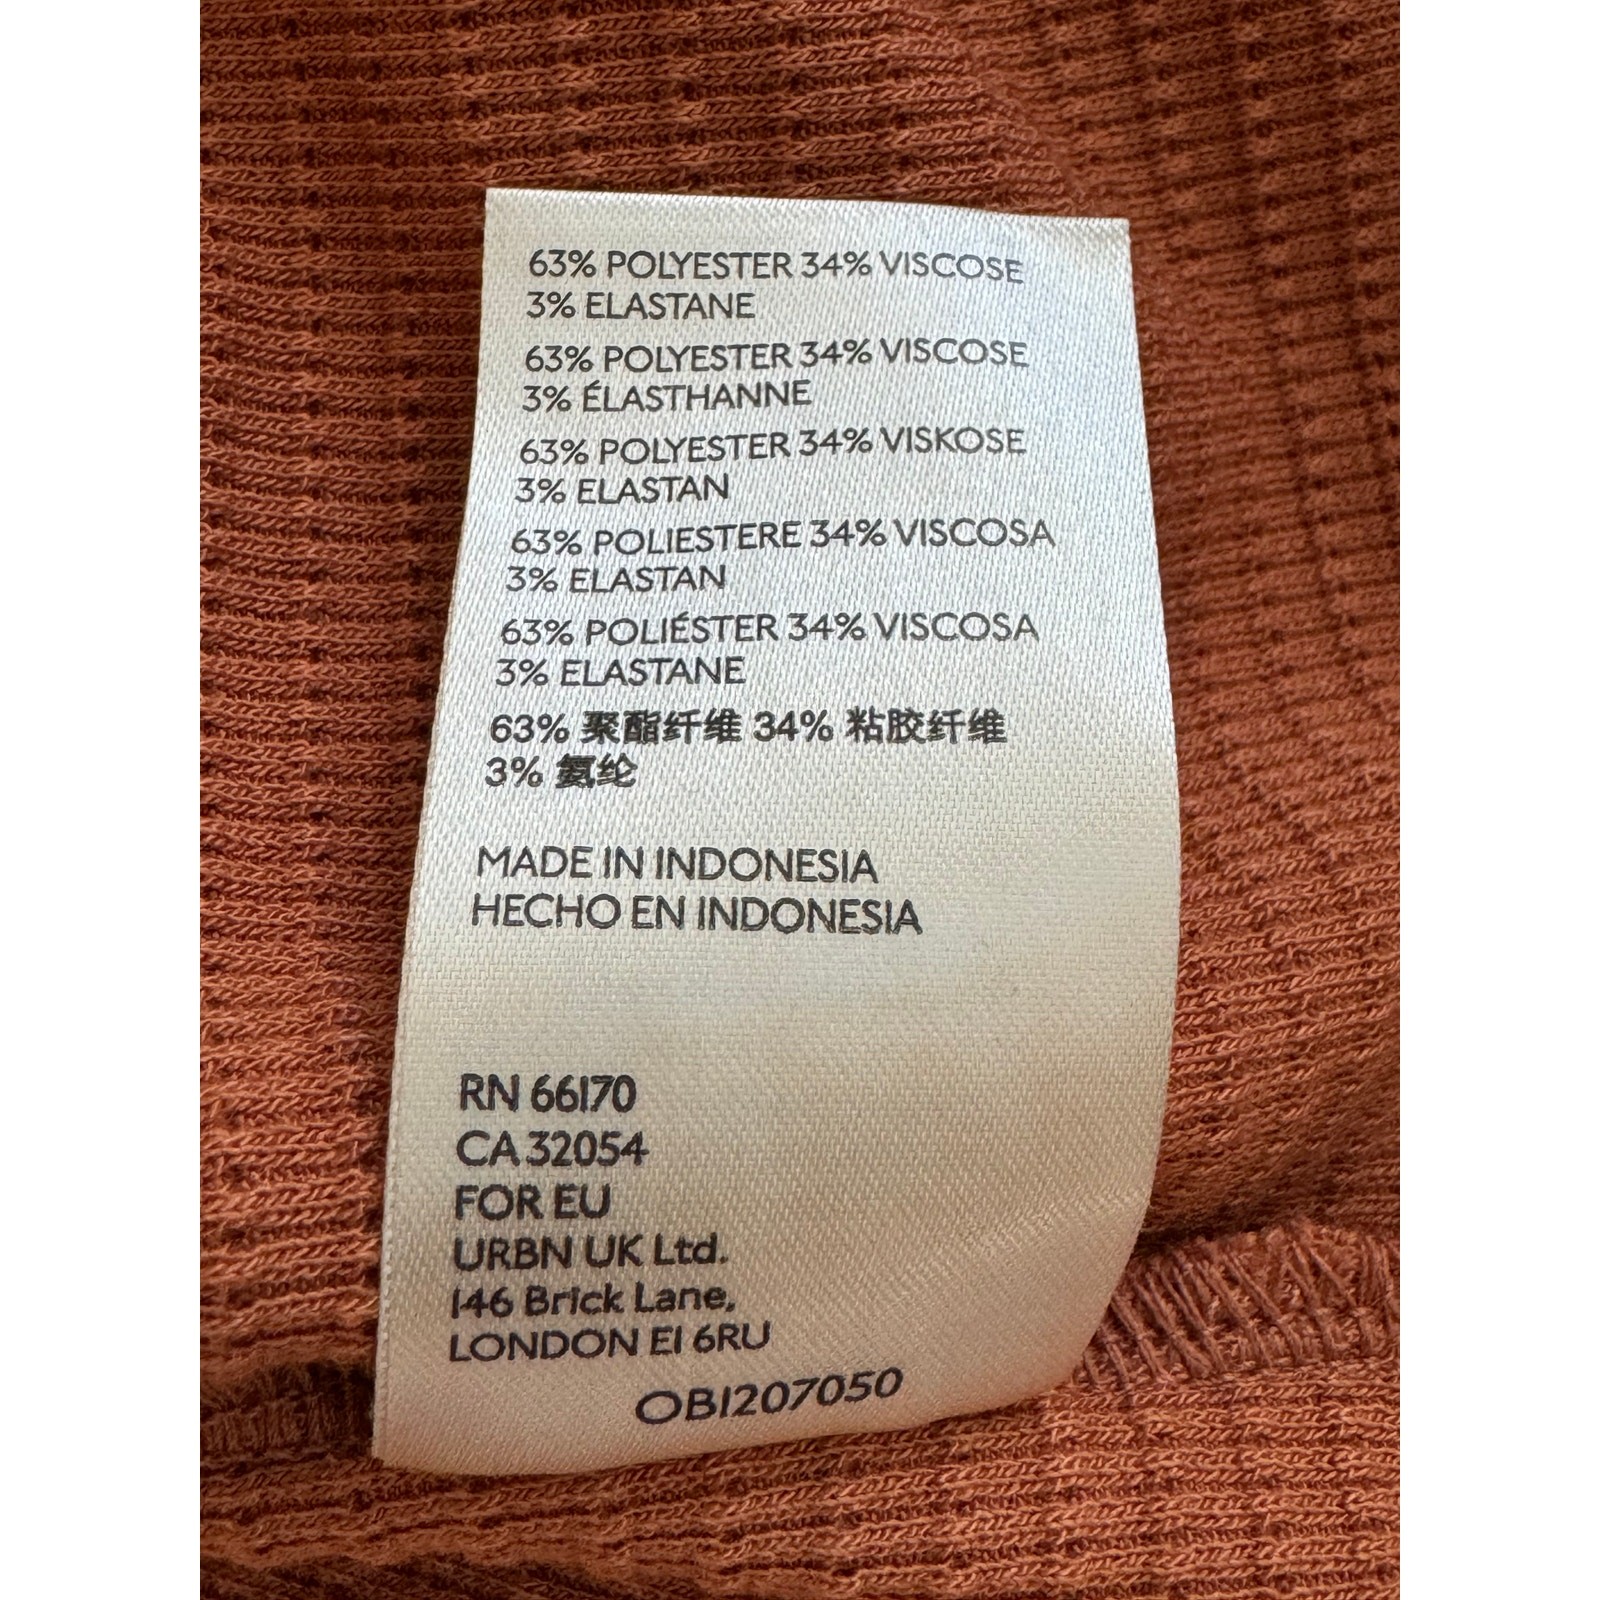 63% POLYESTER 34% VISCOSE
3% ELASTANE
63% POLYESTER 34% VISCOSE
3% ÉLASTHANNE
63% POLYESTER 34% VISKOSE
3% ELASTAN
63% POLIESTERE 34% VISCOSA
3% ELASTAN
63% POLIÉSTER 34% VISCOSA
3% ELASTANE
63% 聚酯纤维 34% 粘胶纤维
3% 氨纶
MADE IN INDONESIA
HECHO EN INDONESIA
RN 66170
CA 32054
FOR EU
URBN UK Ltd.
146 Brick Lane,
LONDON E1 6RU
OB1207050